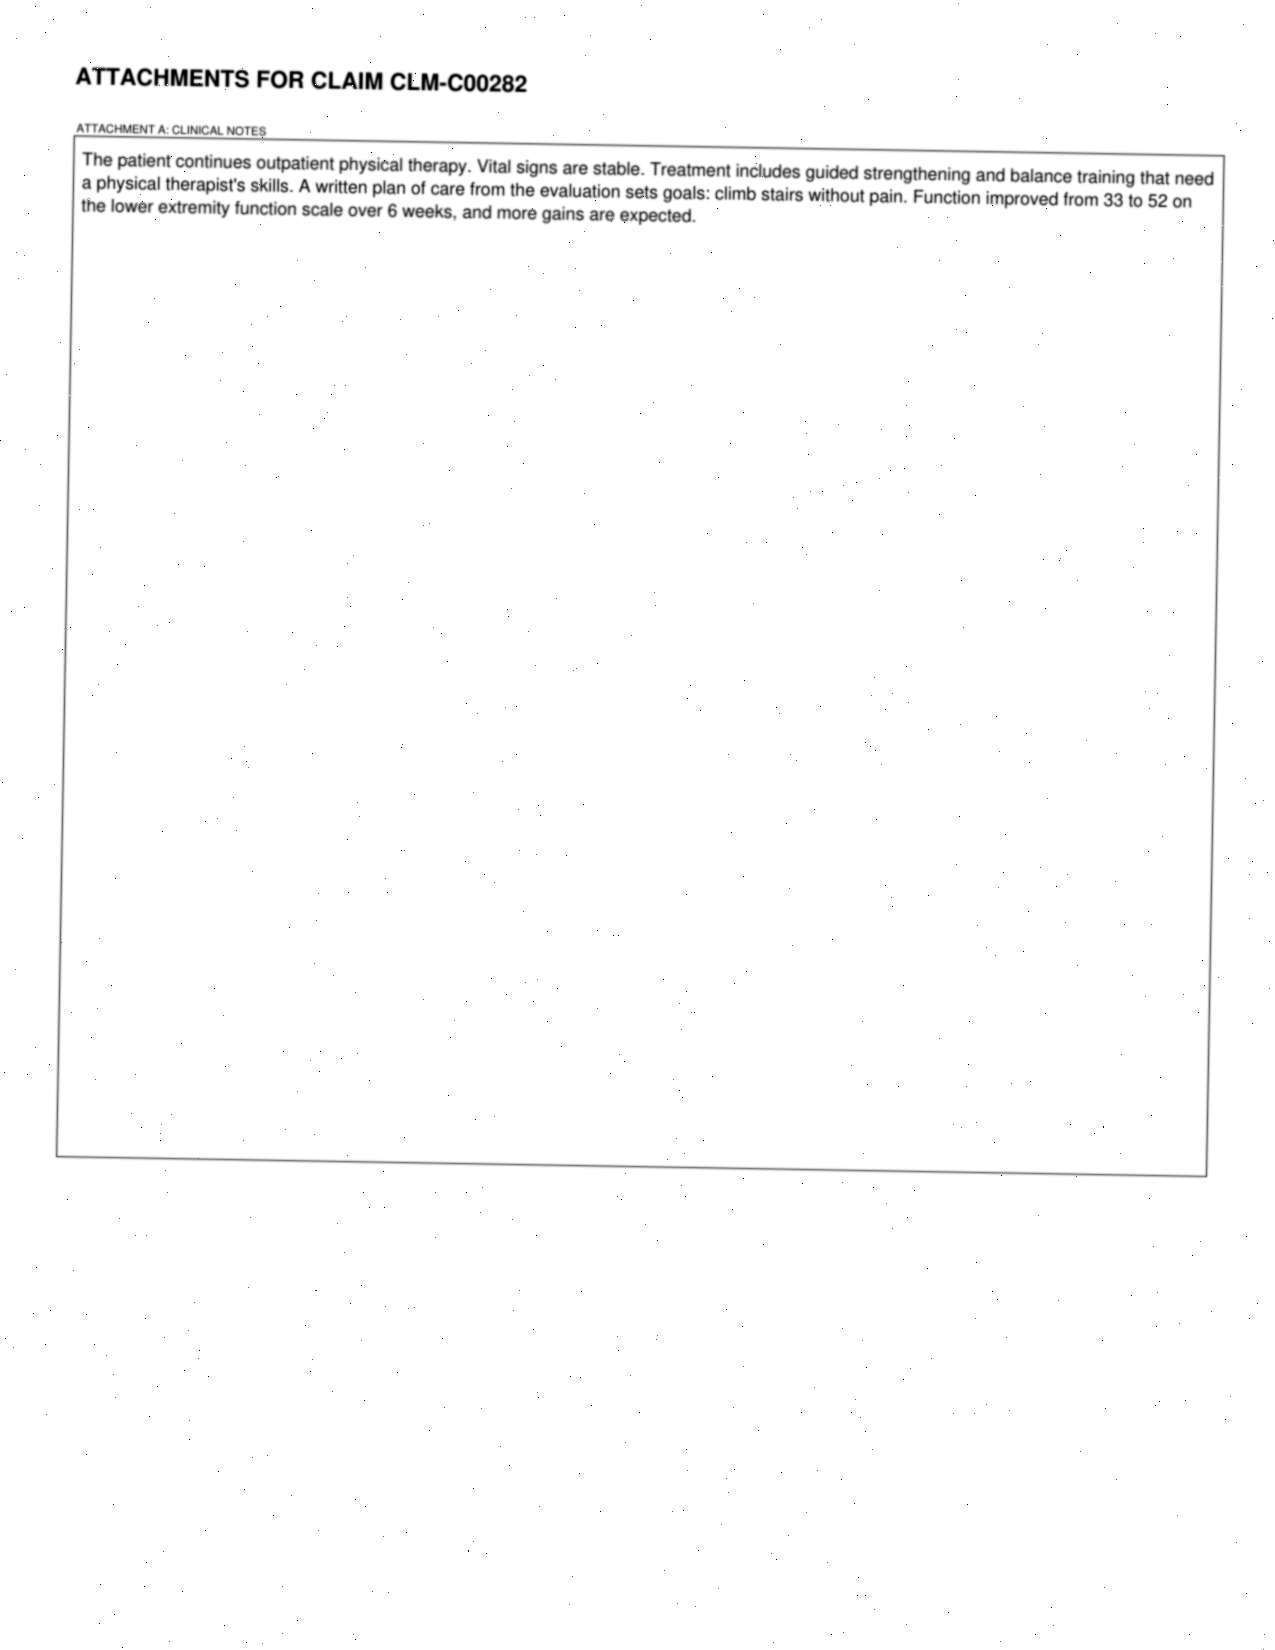 ATTACHMENTS FOR CLAIM CLM-C00282
ATTACHMENT A: CLINICAL NOTES
The patient continues outpatient physical therapy. Vital signs are stable. Treatment includes guided strengthening and balance training that need
a physical therapist's skills. A written plan of care from the evaluation sets goals: climb stairs without pain. Function improved from 33 to 52 on
the lower extremity function scale over 6 weeks, and more gains are expected.